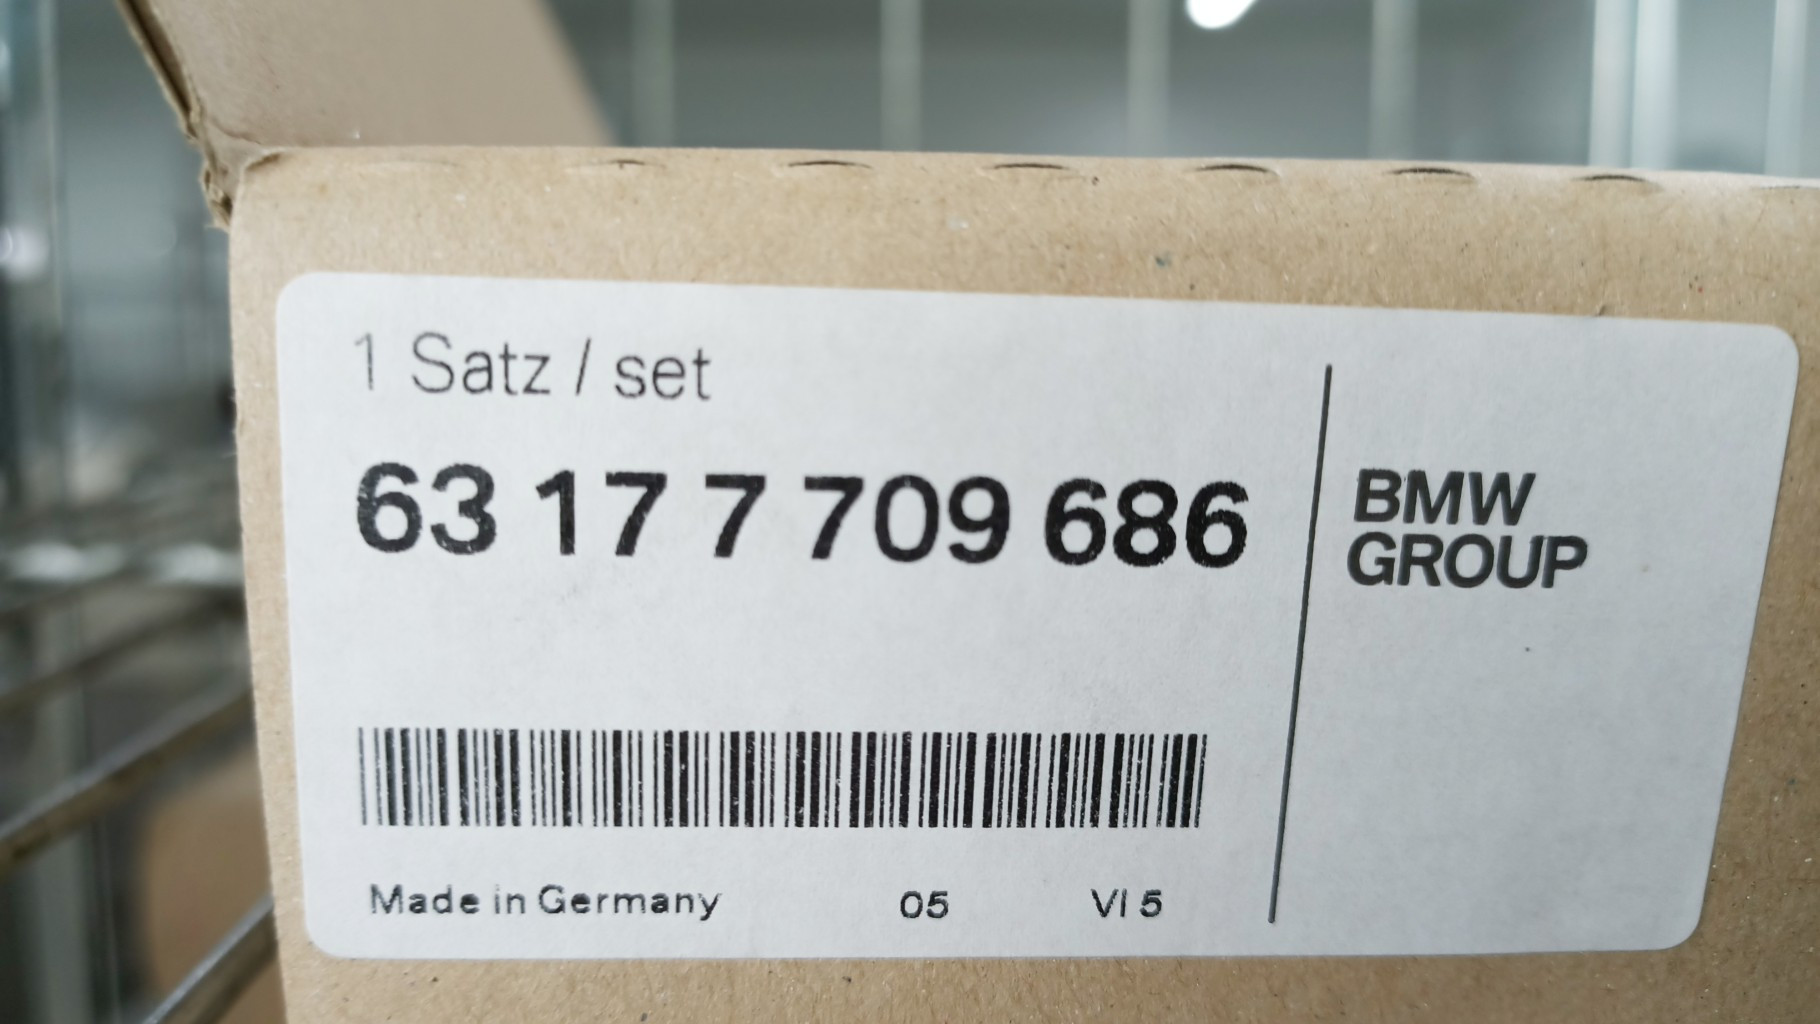 1 Satz / set
63 17 7 709 686
BMW
GROUP
Made in Germany 05 VI 5